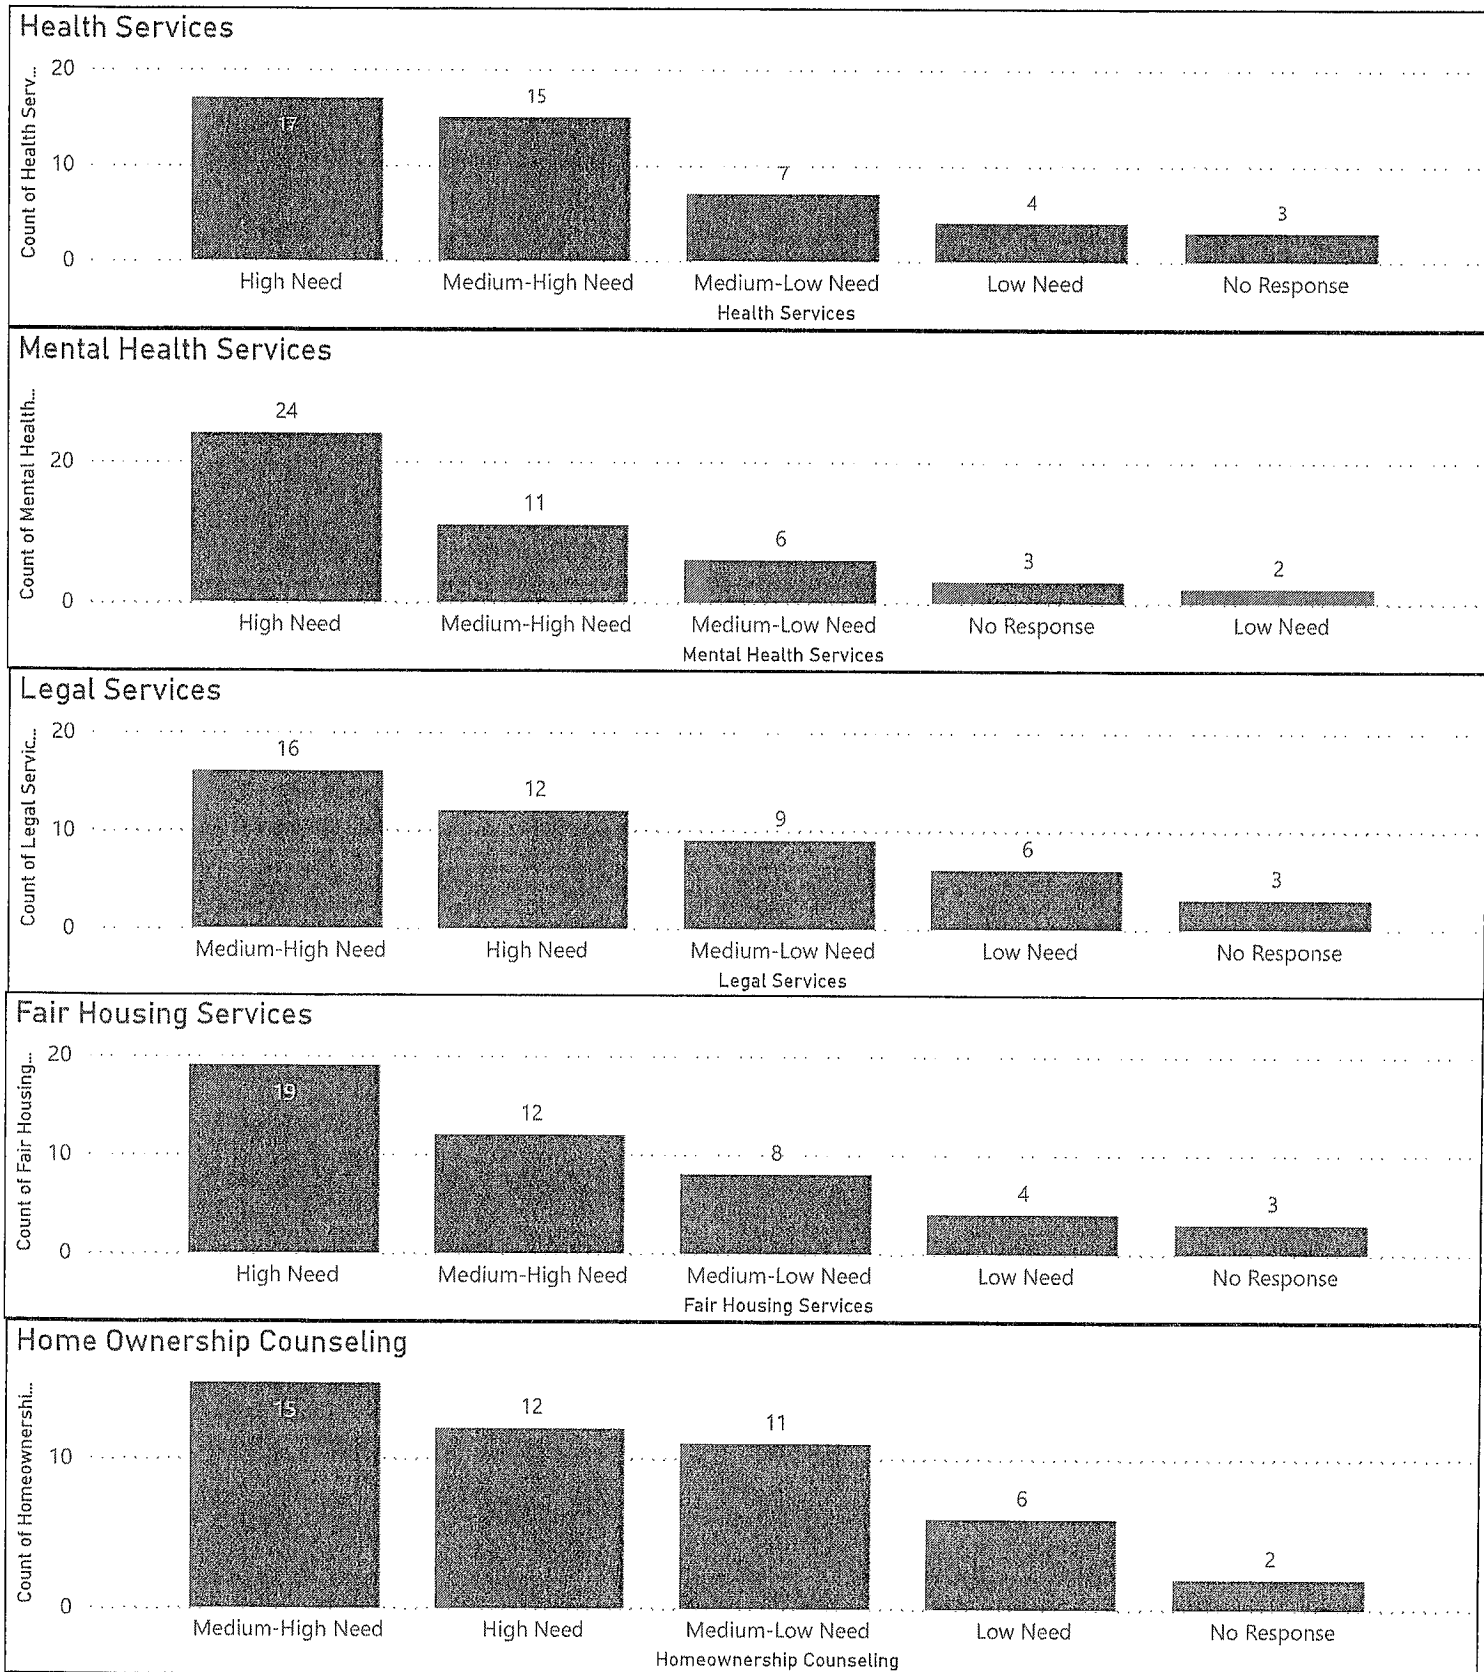 Health Services
Count of Health Serv...
20
10
0
17
15
7
4
3
High Need
Medium-High Need
Medium-Low Need
Low Need
No Response
Health Services
Mental Health Services
Count of Mental Health...
20
0
24
11
6
3
2
High Need
Medium-High Need
Medium-Low Need
No Response
Low Need
Mental Health Services
Legal Services
Count of Legal Servic...
20
10
0
16
12
9
6
3
Medium-High Need
High Need
Medium-Low Need
Low Need
No Response
Legal Services
Fair Housing Services
Count of Fair Housing...
20
10
0
19
12
8
4
3
High Need
Medium-High Need
Medium-Low Need
Low Need
No Response
Fair Housing Services
Home Ownership Counseling
Count of Homeownershi...
10
0
15
12
11
6
2
Medium-High Need
High Need
Medium-Low Need
Low Need
No Response
Homeownership Counseling